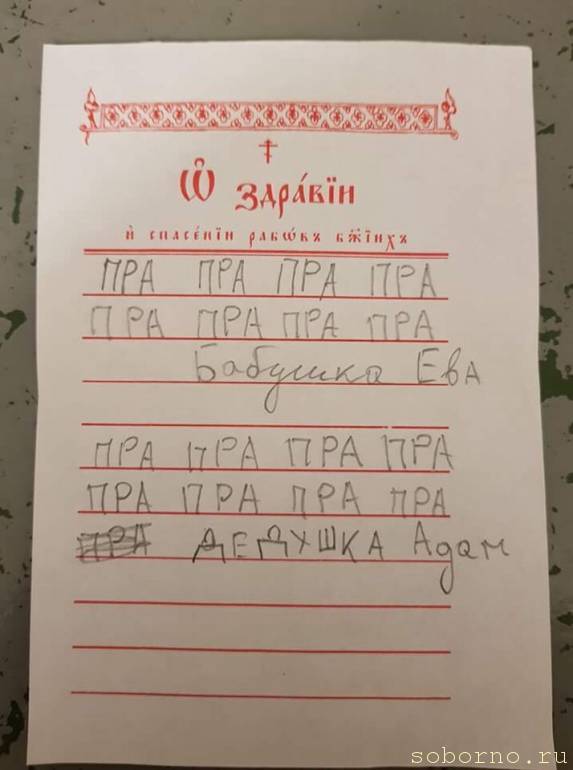 Ѿ здра́вїи
и҆ спасе́нїи рабѡ́въ бж҃їихъ
ПРА ПРА ПРА ПРА
ПРА ПРА ПРА ПРА
Бабушка Ева
ПРА ПРА ПРА ПРА
ПРА ПРА ПРА ПРА
ПРА ДЕДУШКА Адам
soborno.ru